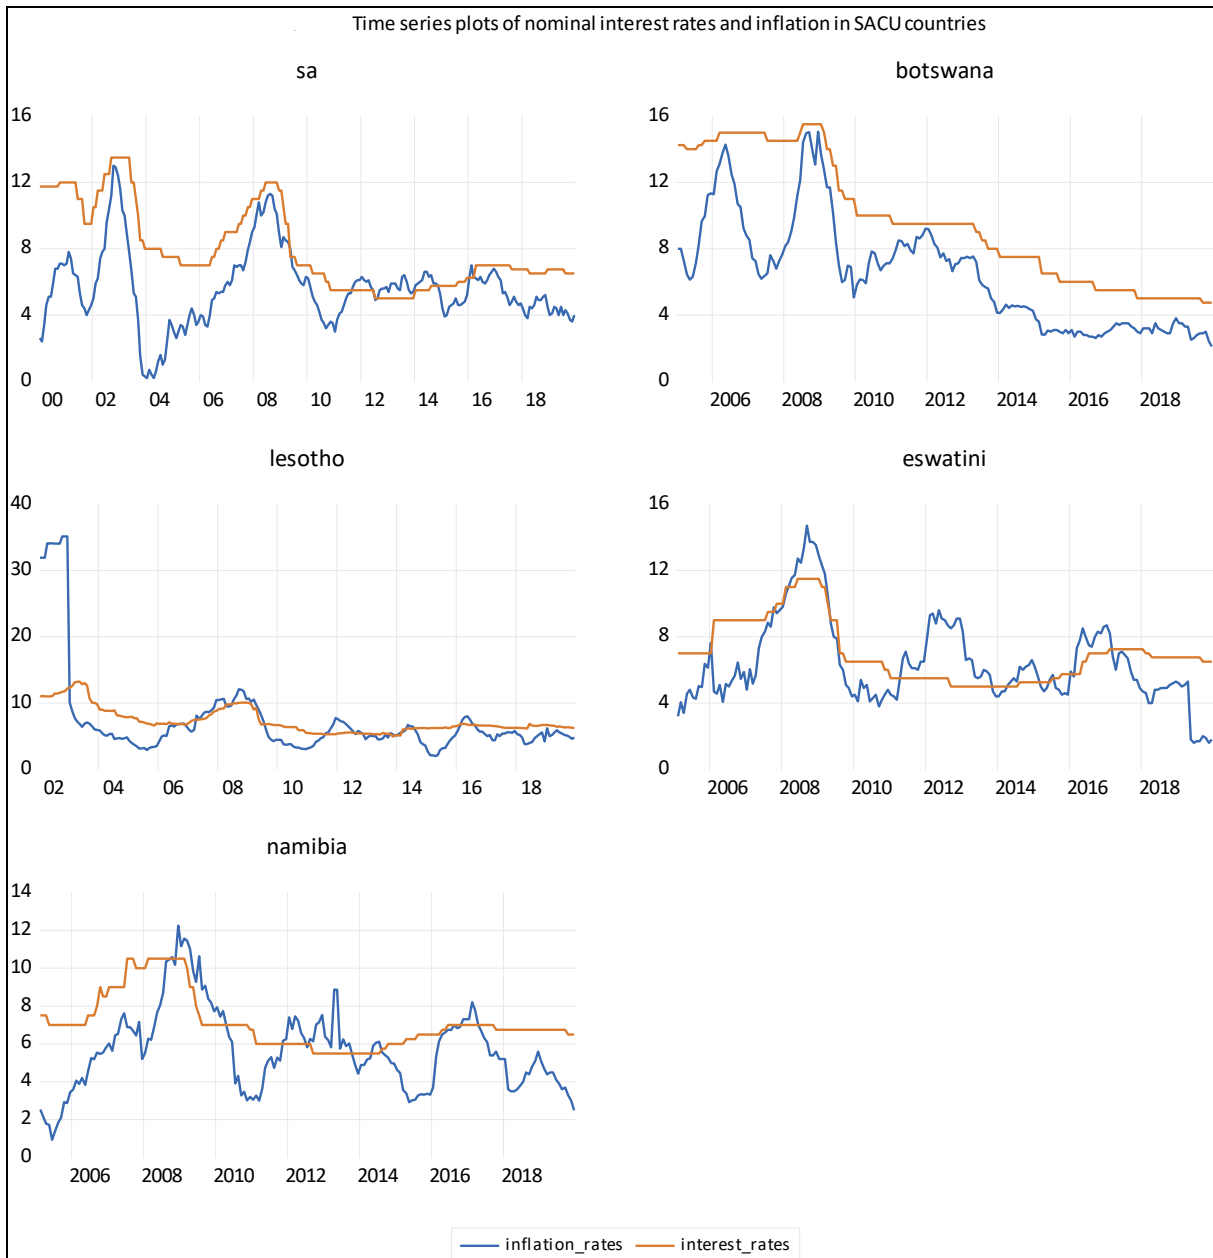 Time series plots of nominal interest rates and inflation in SACU countries
sa
16
12
8
4
0
00 02 04 06 08 10 12 14 16 18
botswana
16
12
8
4
0
2006 2008 2010 2012 2014 2016 2018
lesotho
40
30
20
10
0
02 04 06 08 10 12 14 16 18
eswatini
16
12
8
4
0
2006 2008 2010 2012 2014 2016 2018
namibia
14
12
10
8
6
4
2
0
2006 2008 2010 2012 2014 2016 2018
inflation_rates interest_rates